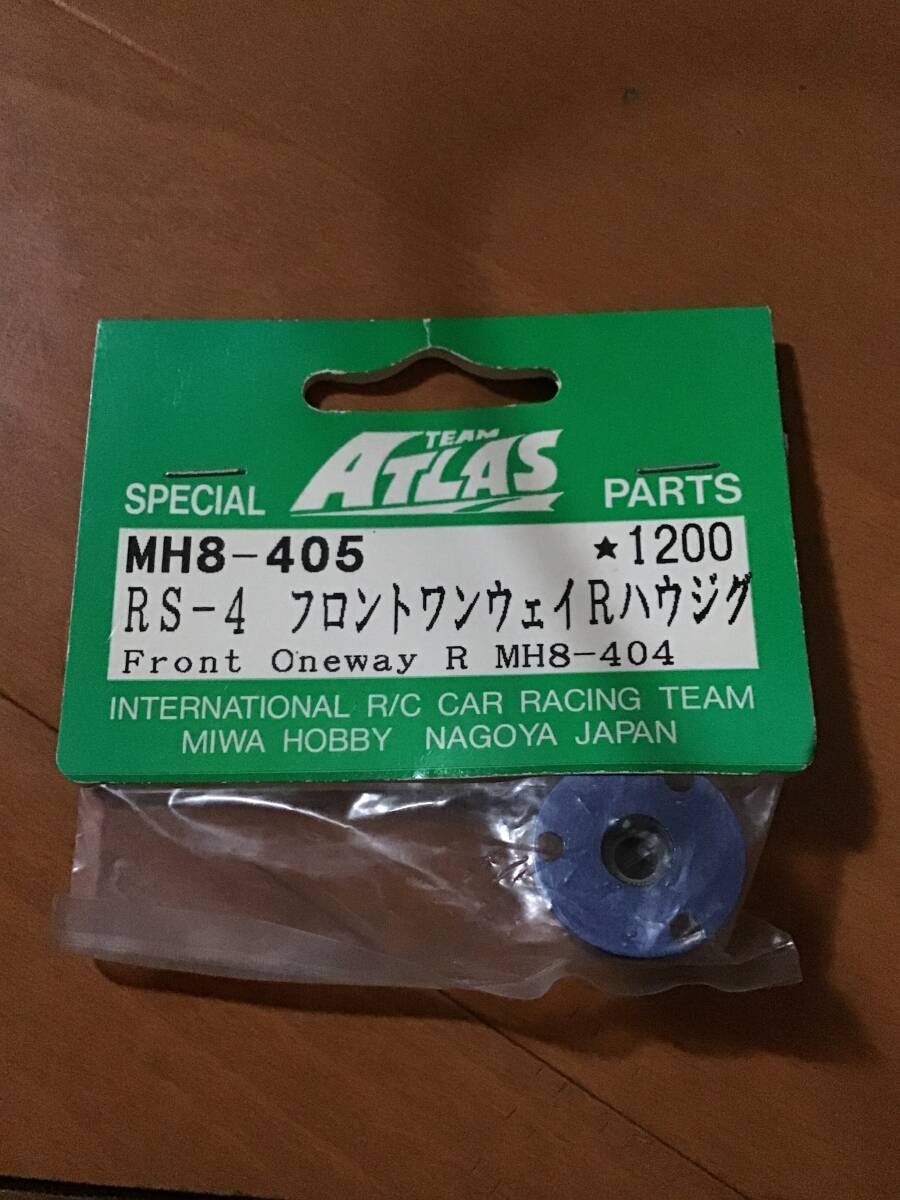 TEAM
ATLAS
SPECIAL PARTS
MH8-405 ★1200
RS-4 フロントワンウェイRハウジグ
Front Oneway R MH8-404
INTERNATIONAL R/C CAR RACING TEAM
MIWA HOBBY NAGOYA JAPAN